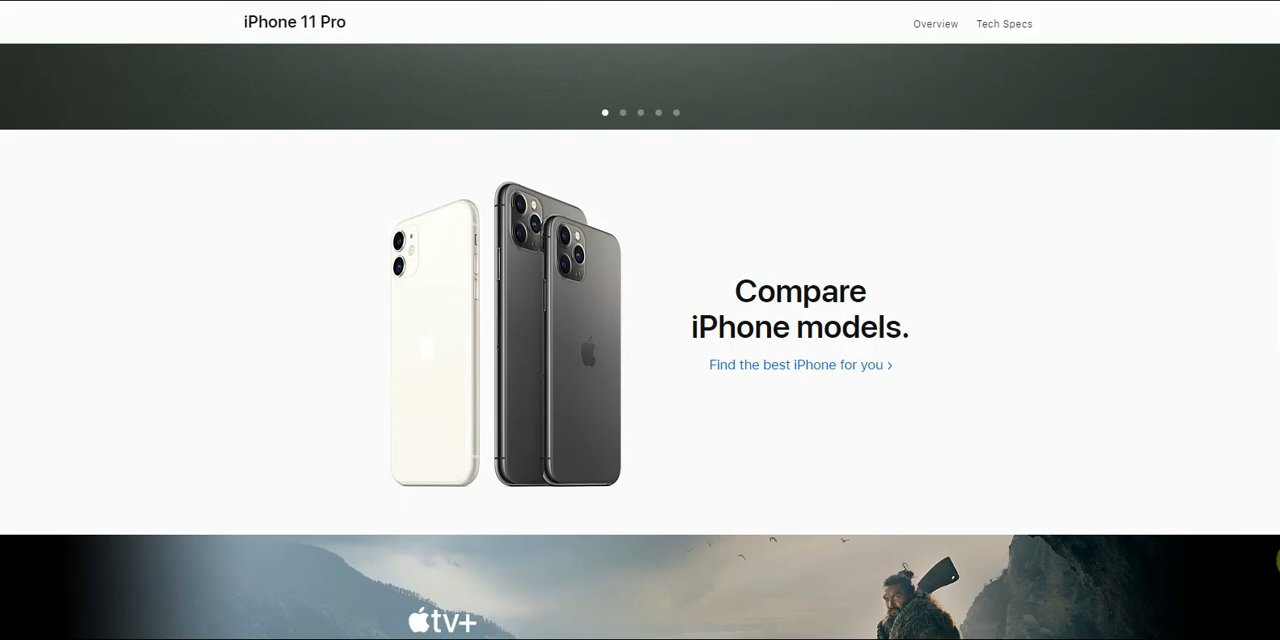 iPhone 11 Pro
Overview
Tech Specs
Compare
iPhone models.
Find the best iPhone for you ›
tv+